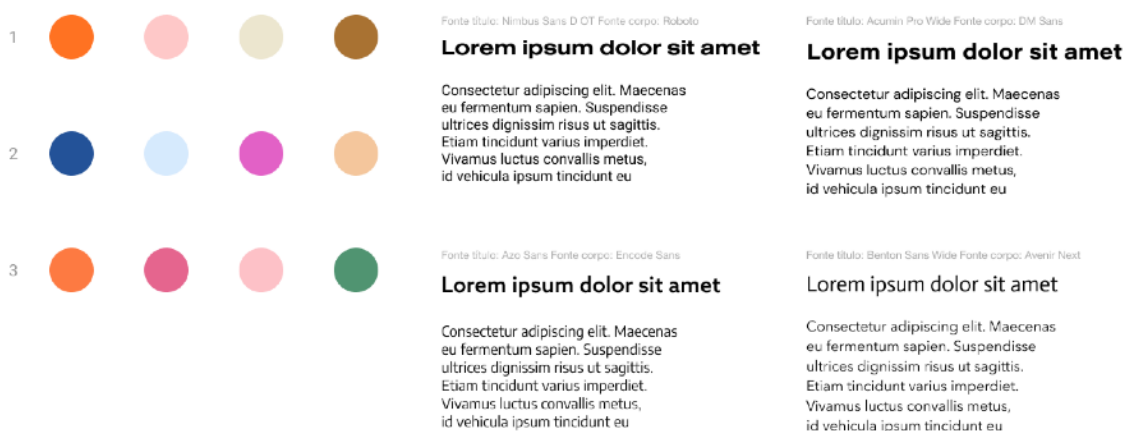 1
2
3
Fonte título: Nimbus Sans D OT Fonte corpo: Roboto
Lorem ipsum dolor sit amet
Consectetur adipiscing elit. Maecenas
eu fermentum sapien. Suspendisse
ultrices dignissim risus ut sagittis.
Etiam tincidunt varius imperdiet.
Vivamus luctus convallis metus,
id vehicula ipsum tincidunt eu
Fonte título: Acumin Pro Wide Fonte corpo: DM Sans
Lorem ipsum dolor sit amet
Consectetur adipiscing elit. Maecenas
eu fermentum sapien. Suspendisse
ultrices dignissim risus ut sagittis.
Etiam tincidunt varius imperdiet.
Vivamus luctus convallis metus,
id vehicula ipsum tincidunt eu
Fonte título: Azo Sans Fonte corpo: Encode Sans
Lorem ipsum dolor sit amet
Consectetur adipiscing elit. Maecenas
eu fermentum sapien. Suspendisse
ultrices dignissim risus ut sagittis.
Etiam tincidunt varius imperdiet.
Vivamus luctus convallis metus,
id vehicula ipsum tincidunt eu
Fonte título: Benton Sans Wide Fonte corpo: Avenir Next
Lorem ipsum dolor sit amet
Consectetur adipiscing elit. Maecenas
eu fermentum sapien. Suspendisse
ultrices dignissim risus ut sagittis.
Etiam tincidunt varius imperdiet.
Vivamus luctus convallis metus,
id vehicula ipsum tincidunt eu